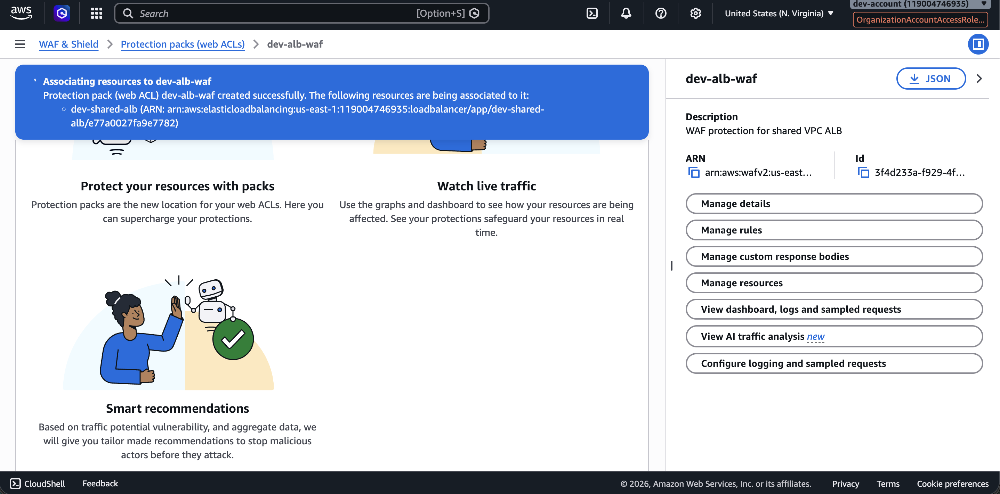 aws
Search
[Option+S]
United States (N. Virginia)
dev-account (119004746935)
OrganizationAccountAccessRole...
WAF & Shield
Protection packs (web ACLs)
dev-alb-waf
Associating resources to dev-alb-waf
Protection pack (web ACL) dev-alb-waf created successfully. The following resources are being associated to it:
dev-shared-alb (ARN: arn:aws:elasticloadbalancing:us-east-1:119004746935:loadbalancer/app/dev-shared-
alb/e77a0027fa9e7782)
Protect your resources with packs
Protection packs are the new location for your web ACLs. Here you
can supercharge your protections.
Watch live traffic
Use the graphs and dashboard to see how your resources are being
affected. See your protections safeguard your resources in real
time.
Smart recommendations
Based on traffic potential vulnerability, and aggregate data, we
will give you tailor made recommendations to stop malicious
actors before they attack.
dev-alb-waf
JSON
Description
WAF protection for shared VPC ALB
ARN
arn:aws:wafv2:us-east...
Id
3f4d233a-f929-4f...
Manage details
Manage rules
Manage custom response bodies
Manage resources
View dashboard, logs and sampled requests
View AI traffic analysis new
Configure logging and sampled requests
CloudShell
Feedback
© 2026, Amazon Web Services, Inc. or its affiliates.
Privacy
Terms
Cookie preferences